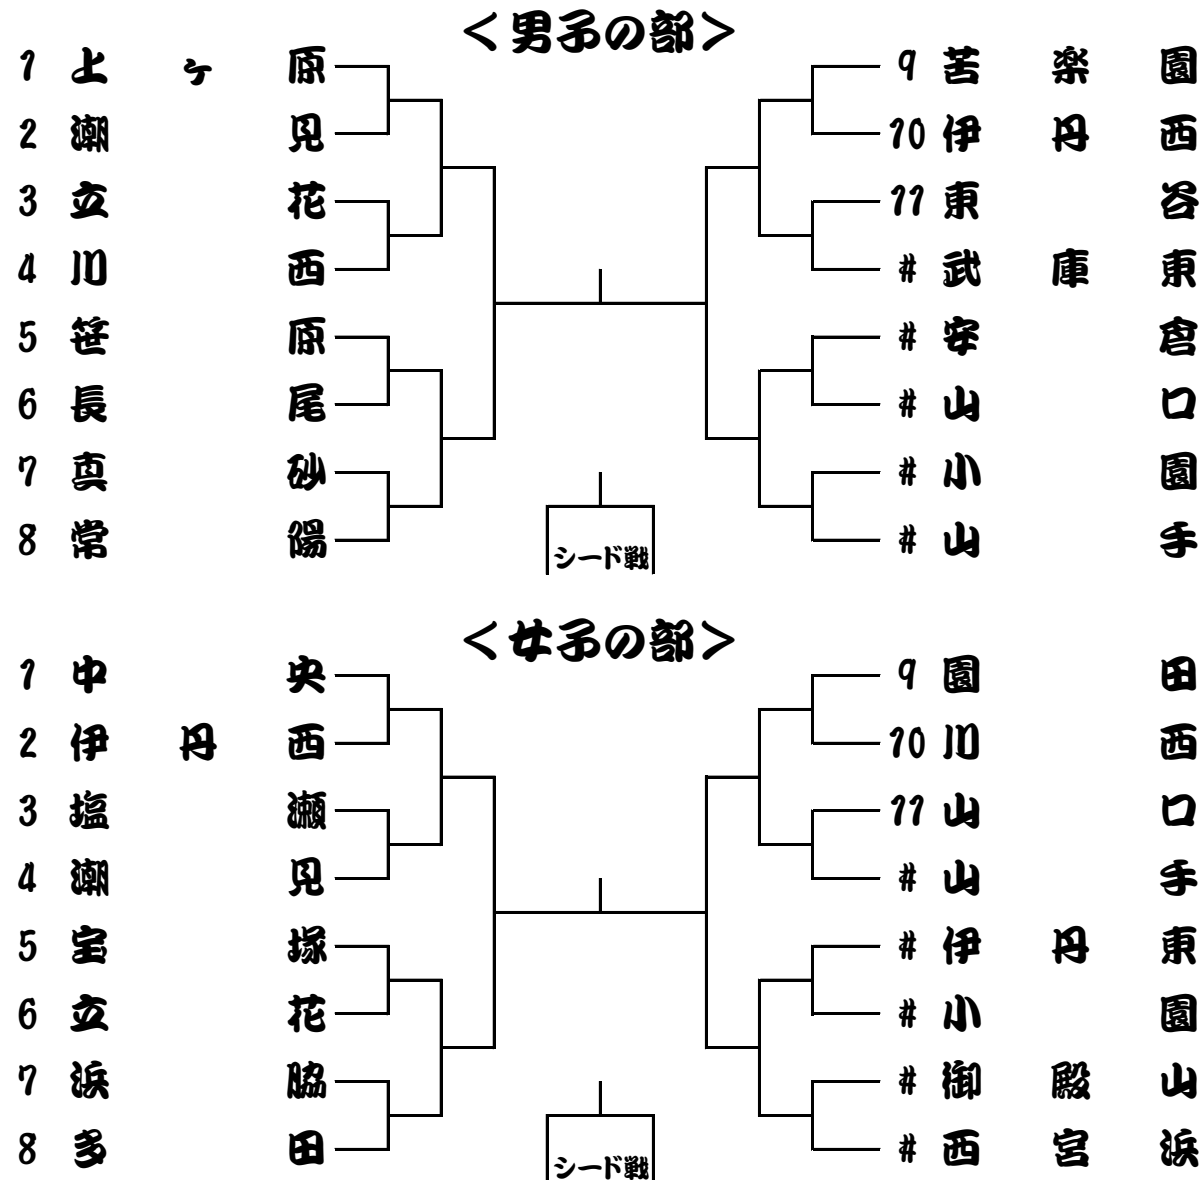 ＜男子の部＞
1 上ヶ原 9 苦楽園
2 潮見 10 伊丹西
3 立花 11 東谷
4 川西 # 武庫東
5 笹原 # 安倉
6 長尾 # 山口
7 真砂 # 小園
8 常陽 # 山手
シード戦
＜女子の部＞
1 中央 9 園田
2 伊丹西 10 川西
3 塩瀬 11 山口
4 潮見 # 山手
5 宝塚 # 伊丹東
6 立花 # 小園
7 浜脇 # 御殿山
8 多田 # 西宮浜
シード戦